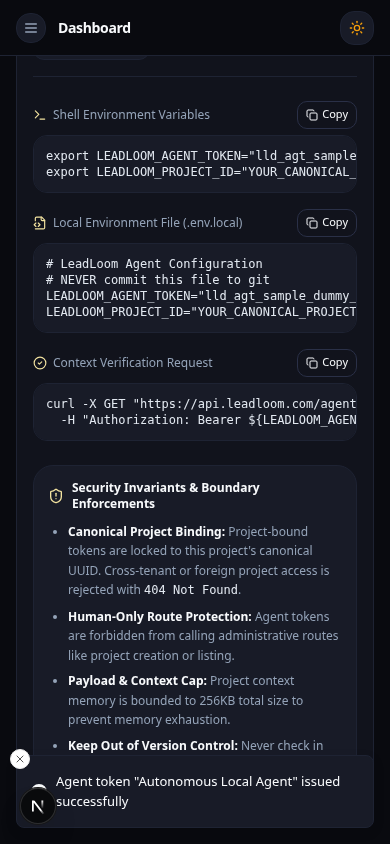 Dashboard
Shell Environment Variables
Copy
export LEADLOOM_AGENT_TOKEN="lld_agt_sample
export LEADLOOM_PROJECT_ID="YOUR_CANONICAL_
Local Environment File (.env.local)
Copy
# LeadLoom Agent Configuration
# NEVER commit this file to git
LEADLOOM_AGENT_TOKEN="lld_agt_sample_dummy_
LEADLOOM_PROJECT_ID="YOUR_CANONICAL_PROJECT
Context Verification Request
Copy
curl -X GET "https://api.leadloom.com/agent
-H "Authorization: Bearer ${LEADLOOM_AGEN
Security Invariants & Boundary
Enforcements
• Canonical Project Binding: Project-bound
tokens are locked to this project's canonical
UUID. Cross-tenant or foreign project access is
rejected with 404 Not Found.
• Human-Only Route Protection: Agent tokens
are forbidden from calling administrative routes
like project creation or listing.
• Payload & Context Cap: Project context
memory is bounded to 256KB total size to
prevent memory exhaustion.
• Keep Out of Version Control: Never check in
Agent token "Autonomous Local Agent" issued
successfully
N